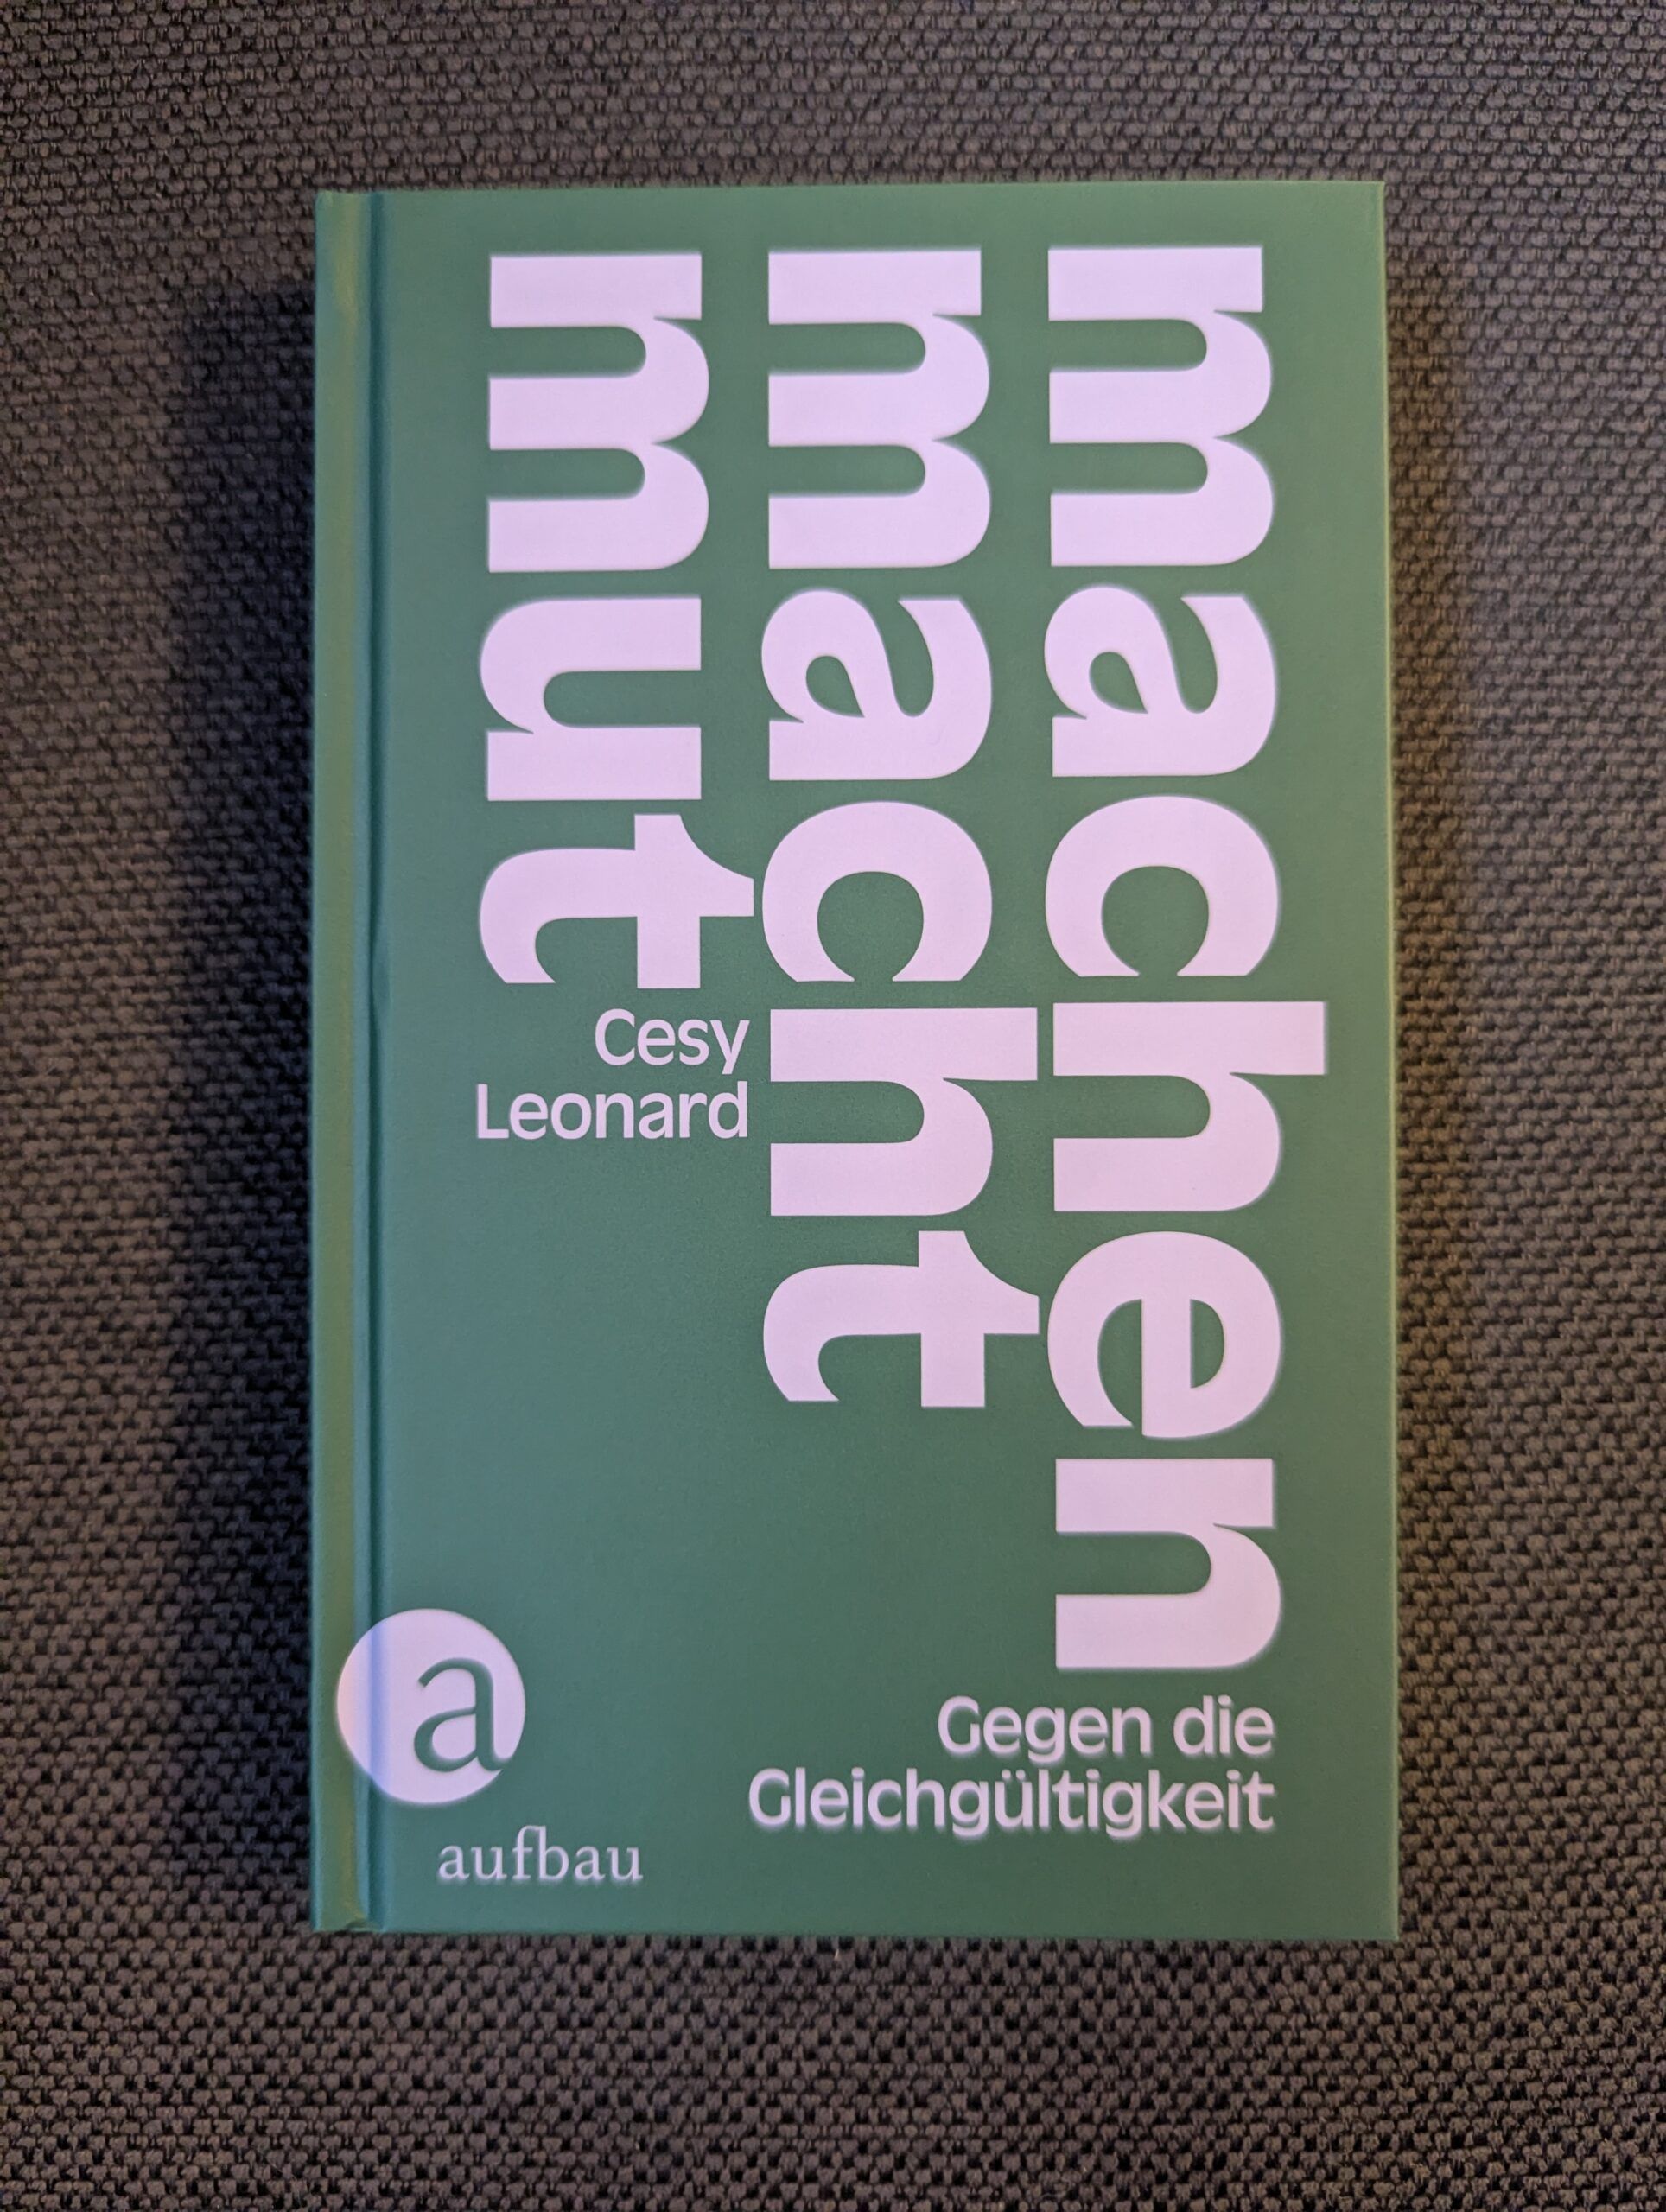 machen
macht
mut
Cesy
Leonard
Gegen die
Gleichgültigkeit
a
aufbau